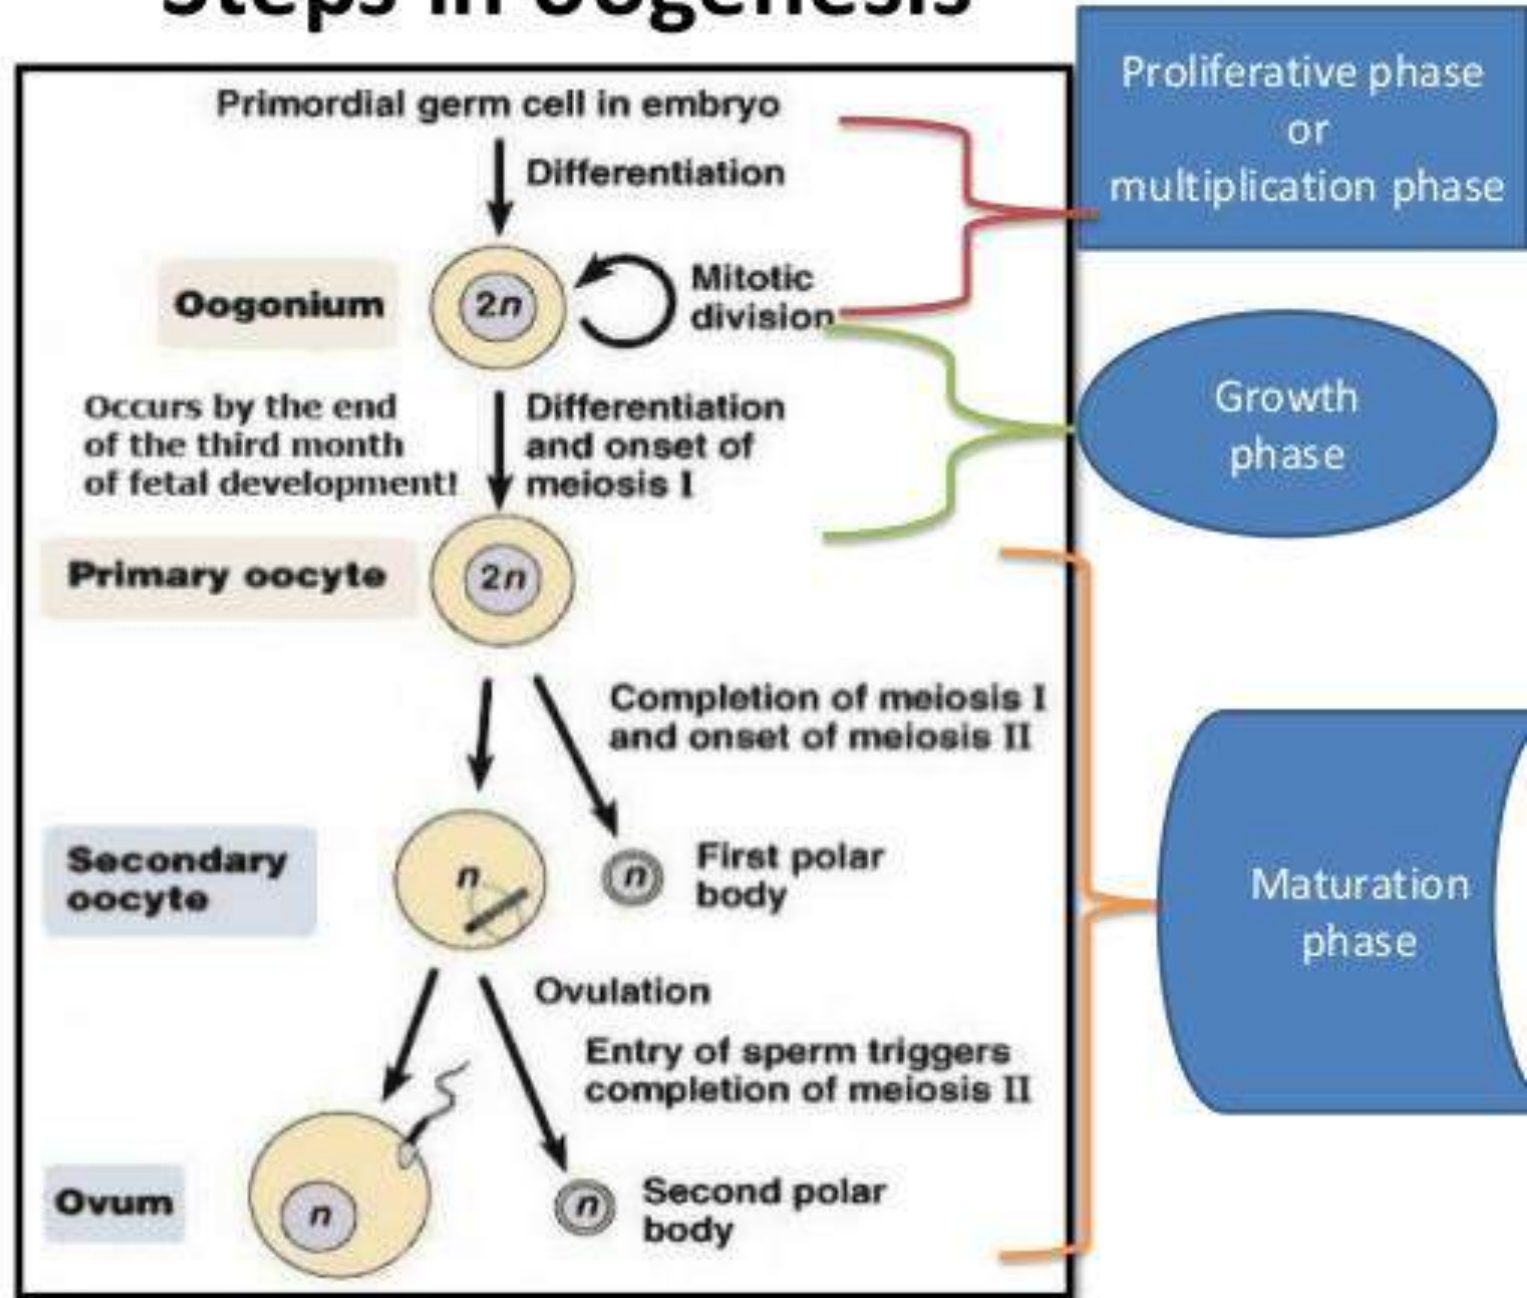 Steps in oogenesis
Proliferative phase
or
multiplication phase
Primordial germ cell in embryo
Differentiation
Oogonium
2n
Mitotic
division
Growth
phase
Occurs by the end
of the third month
of fetal development!
Differentiation
and onset of
meiosis I
Primary oocyte
2n
Completion of meiosis I
and onset of meiosis II
Secondary
oocyte
n
n
First polar
body
Maturation
phase
Ovulation
Entry of sperm triggers
completion of meiosis II
Ovum
n
n
Second polar
body